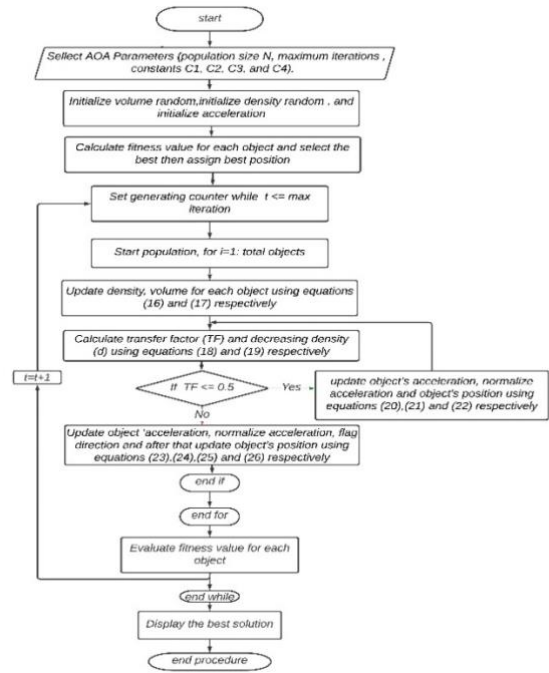 start
Sellect AOA Parameters (population size N, maximum iterations ,
constants C1, C2, C3, and C4).
Initialize volume random,initialize density random , and
initialize acceleration
Calculate fitness value for each object and select the
best then assign best position
Set generating counter while t <= max
iteration
Start population, for i=1: total objects
Update density, volume for each object using equations
(16) and (17) respectively
Calculate transfer factor (TF) and decreasing density
(d) using equations (18) and (19) respectively
t=t+1
If TF <= 0.5
Yes
update object's acceleration, normalize
acceleration and object's position using
equations (20),(21) and (22) respectively
No
Update object 'acceleration, normalize acceleration, flag
direction and after that update object's position using
equations (23),(24),(25) and (26) respectively
end if
end for
Evaluate fitness value for each
object
end while
Display the best solution
end procedure